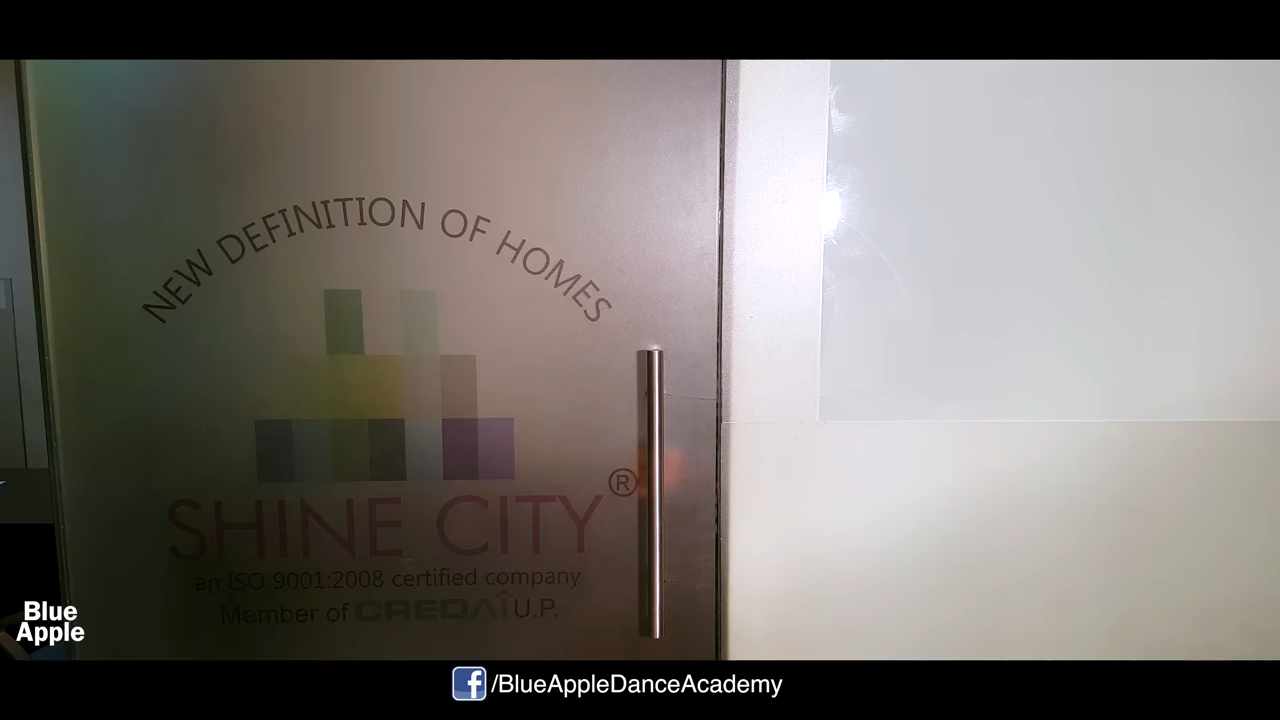 NEW DEFINITION OF HOMES
SHINE CITY ®
an ISO 9001:2008 certified company
Member of CREDAI U.P.
Blue
Apple
/BlueAppleDanceAcademy